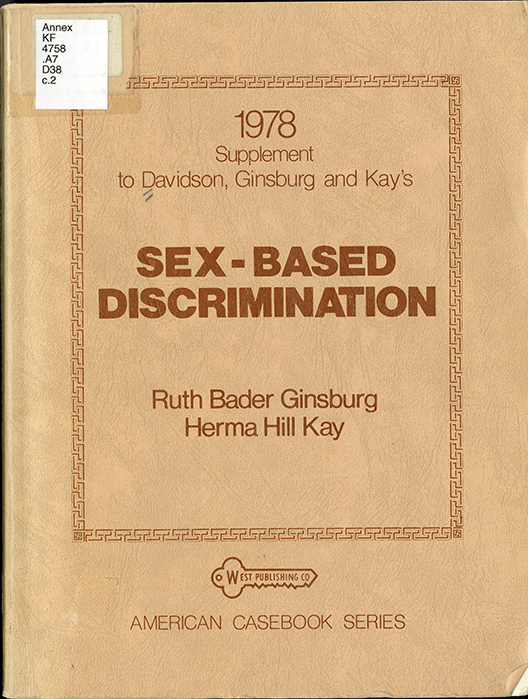 Annex
KF
4758
.A7
D38
c.2
1978
Supplement
to Davidson, Ginsburg and Kay's
SEX-BASED
DISCRIMINATION
Ruth Bader Ginsburg
Herma Hill Kay
WEST PUBLISHING CO
AMERICAN CASEBOOK SERIES